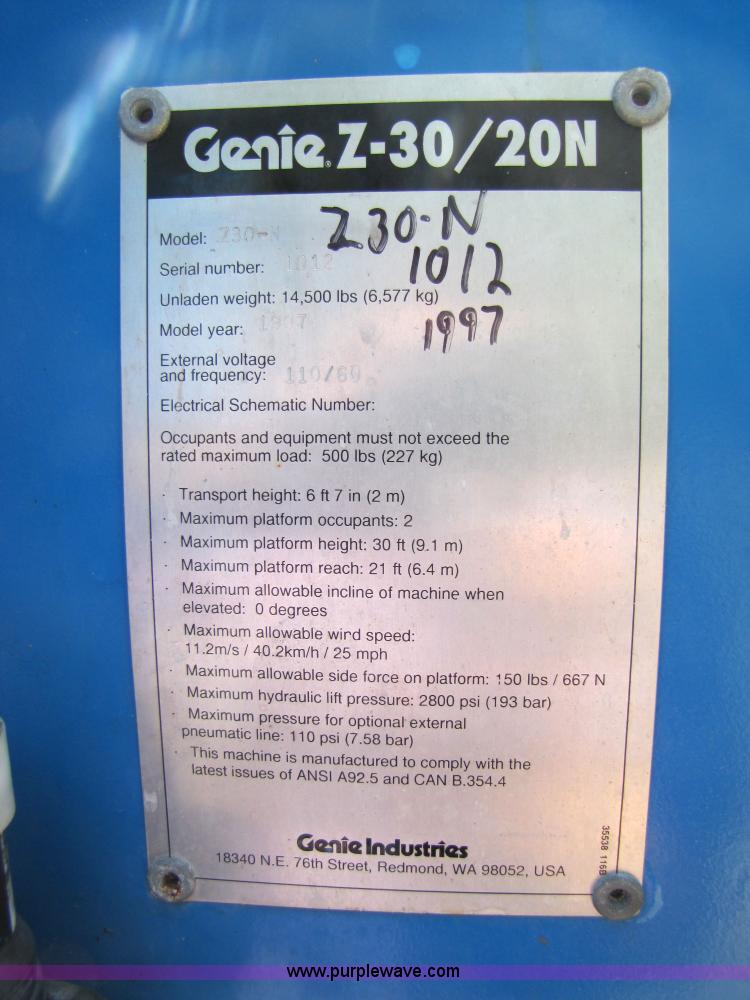 Genie Z-30/20N
Model: Z30-N Z30-N
Serial number: 1012 1012
Unladen weight: 14,500 lbs (6,577 kg)
Model year: 1997 1997
External voltage
and frequency: 110/60
Electrical Schematic Number:
Occupants and equipment must not exceed the
rated maximum load: 500 lbs (227 kg)
· Transport height: 6 ft 7 in (2 m)
· Maximum platform occupants: 2
· Maximum platform height: 30 ft (9.1 m)
· Maximum platform reach: 21 ft (6.4 m)
· Maximum allowable incline of machine when
elevated: 0 degrees
· Maximum allowable wind speed:
11.2m/s / 40.2km/h / 25 mph
· Maximum allowable side force on platform: 150 lbs / 667 N
· Maximum hydraulic lift pressure: 2800 psi (193 bar)
· Maximum pressure for optional external
pneumatic line: 110 psi (7.58 bar)
· This machine is manufactured to comply with the
latest issues of ANSI A92.5 and CAN B.354.4
Genie Industries
18340 N.E. 76th Street, Redmond, WA 98052, USA
35538 116B
www.purplewave.com